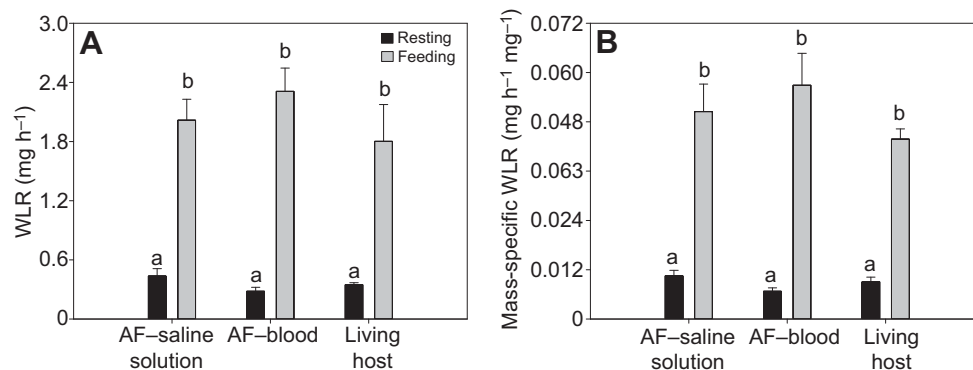 A
3.0
2.4
1.8
1.2
0.6
0
WLR (mg h–1)
Resting
Feeding
a
b
a
b
a
b
AF–saline
solution
AF–blood
Living
host
B
0.072
0.060
0.048
0.063
0.024
0.012
0
Mass-specific WLR (mg h–1 mg–1)
a
b
a
b
a
b
AF–saline
solution
AF–blood
Living
host